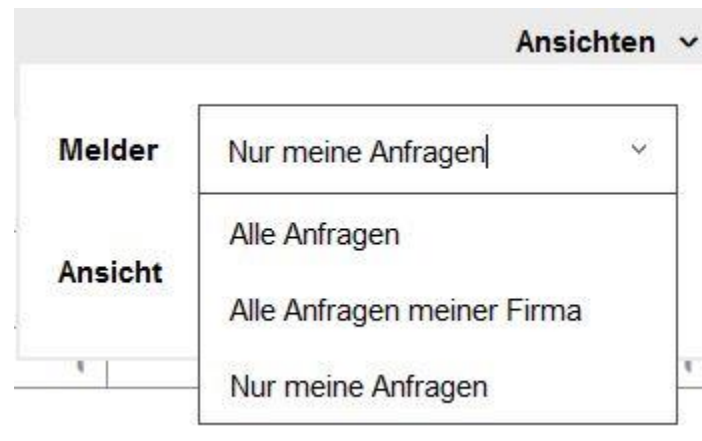 Ansichten
Melder
Nur meine Anfragen
Alle Anfragen
Ansicht
Alle Anfragen meiner Firma
Nur meine Anfragen